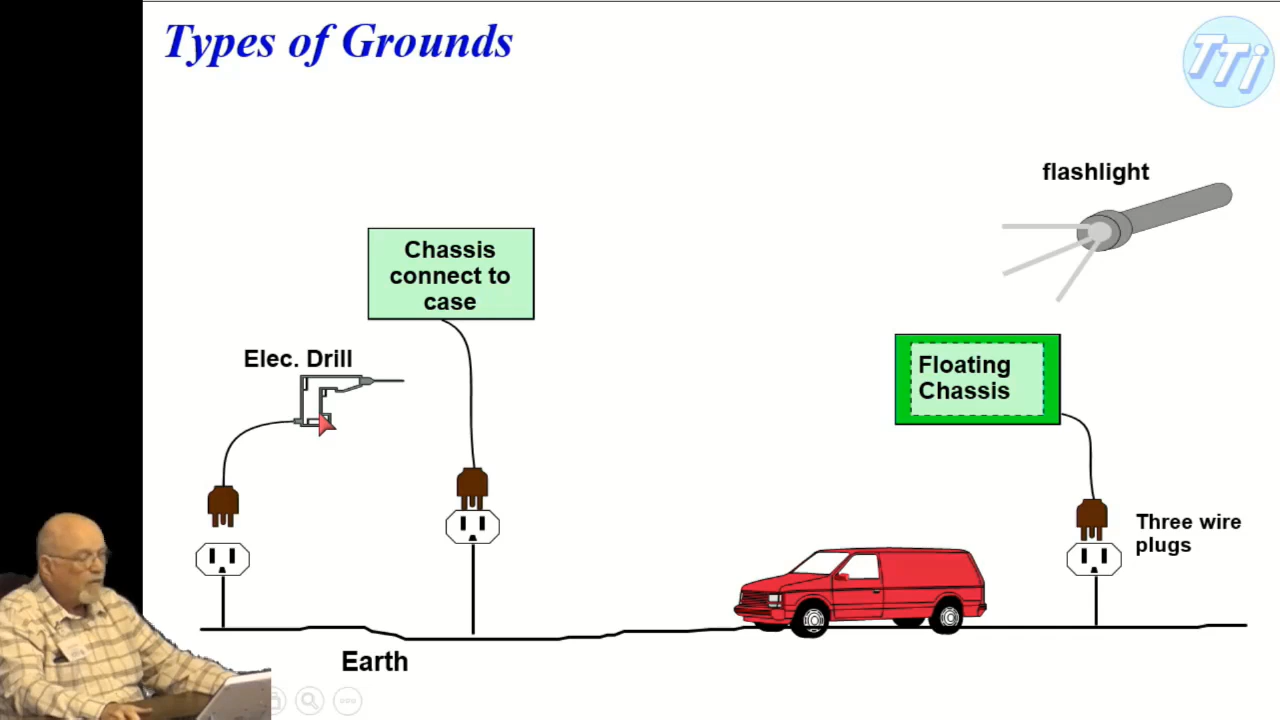 Types of Grounds
TTi
flashlight
Chassis
connect to
case
Elec. Drill
Floating
Chassis
Three wire
plugs
Earth